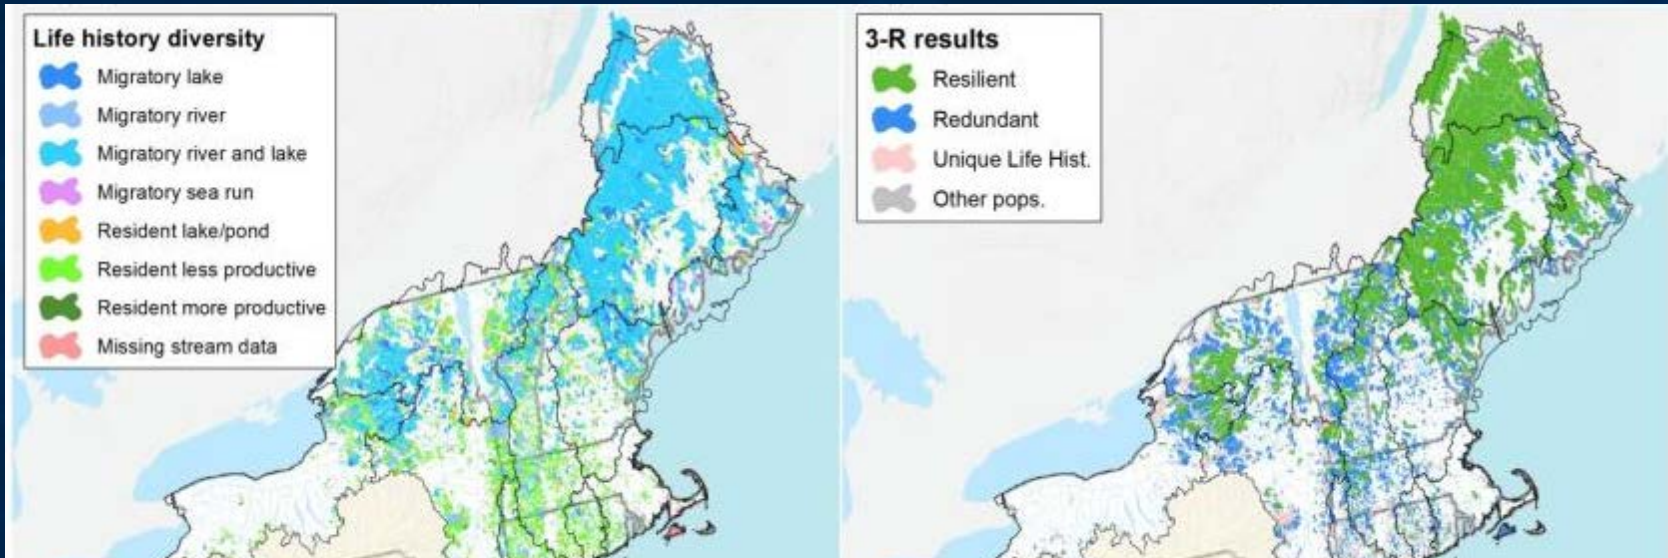 Life history diversity
Migratory lake
Migratory river
Migratory river and lake
Migratory sea run
Resident lake/pond
Resident less productive
Resident more productive
Missing stream data
3-R results
Resilient
Redundant
Unique Life Hist.
Other pops.